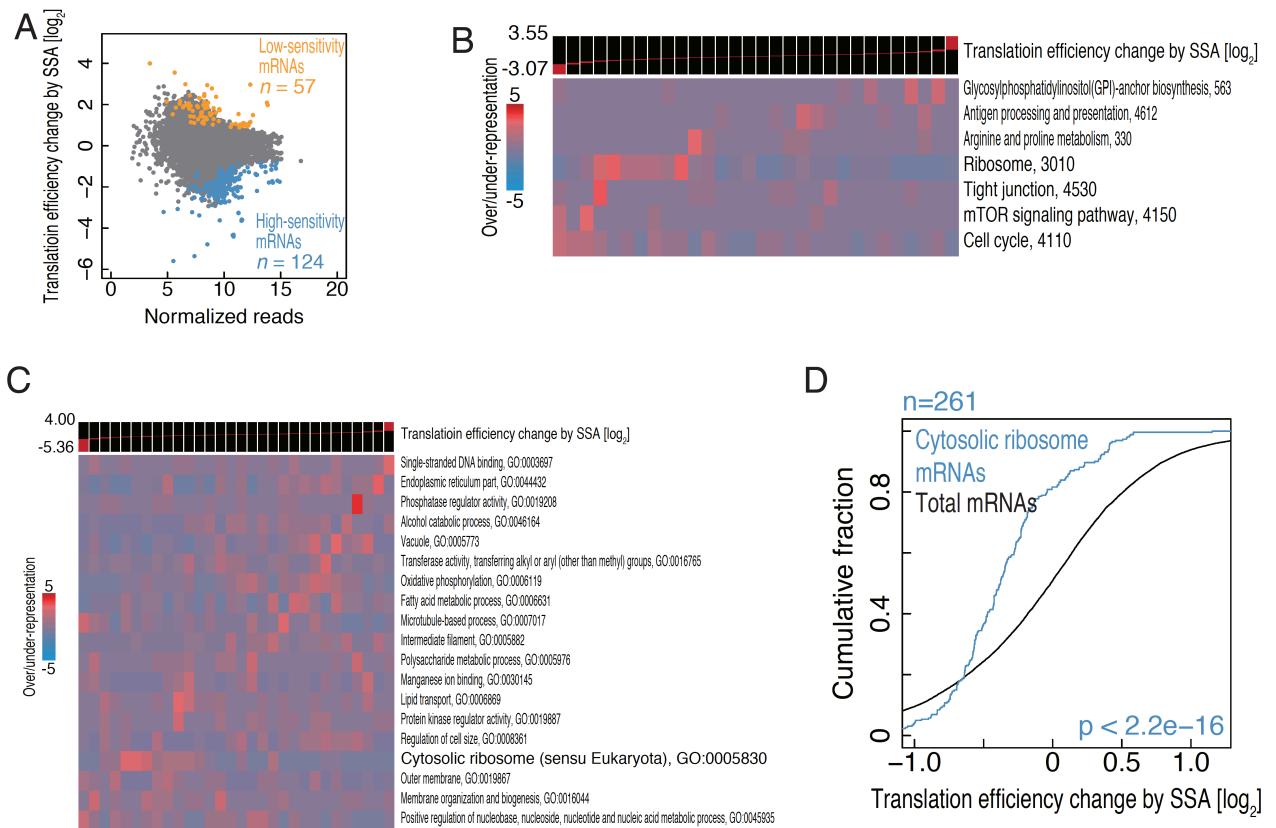 A
Translatioin efficiency change by SSA [log2]
4
2
0
−2
−4
−6
Low-sensitivity
mRNAs
n = 57
High-sensitivity
mRNAs
n = 124
0 5 10 15 20
Normalized reads
B
3.55
-3.07
Translatioin efficiency change by SSA [log2]
Over/under-representation
5
-5
Glycosylphosphatidylinositol(GPI)-anchor biosynthesis, 563
Antigen processing and presentation, 4612
Arginine and proline metabolism, 330
Ribosome, 3010
Tight junction, 4530
mTOR signaling pathway, 4150
Cell cycle, 4110
C
4.00
-5.36
Translatioin efficiency change by SSA [log2]
Over/under-representation
5
-5
Single-stranded DNA binding, GO:0003697
Endoplasmic reticulum part, GO:0044432
Phosphatase regulator activity, GO:0019208
Alcohol catabolic process, GO:0046164
Vacuole, GO:0005773
Transferase activity, transferring alkyl or aryl (other than methyl) groups, GO:0016765
Oxidative phosphorylation, GO:0006119
Fatty acid metabolic process, GO:0006631
Microtubule-based process, GO:0007017
Intermediate filament, GO:0005882
Polysaccharide metabolic process, GO:0005976
Manganese ion binding, GO:0030145
Lipid transport, GO:0006869
Protein kinase regulator activity, GO:0019887
Regulation of cell size, GO:0008361
Cytosolic ribosome (sensu Eukaryota), GO:0005830
Outer membrane, GO:0019867
Membrane organization and biogenesis, GO:0016044
Positive regulation of nucleobase, nucleoside, nucleotide and nucleic acid metabolic process, GO:0045935
D
n=261
Cytosolic ribosome
mRNAs
Total mRNAs
Cumulative fraction
0.8
0.4
0
p < 2.2e−16
−1.0 0 0.5 1.0
Translation efficiency change by SSA [log2]